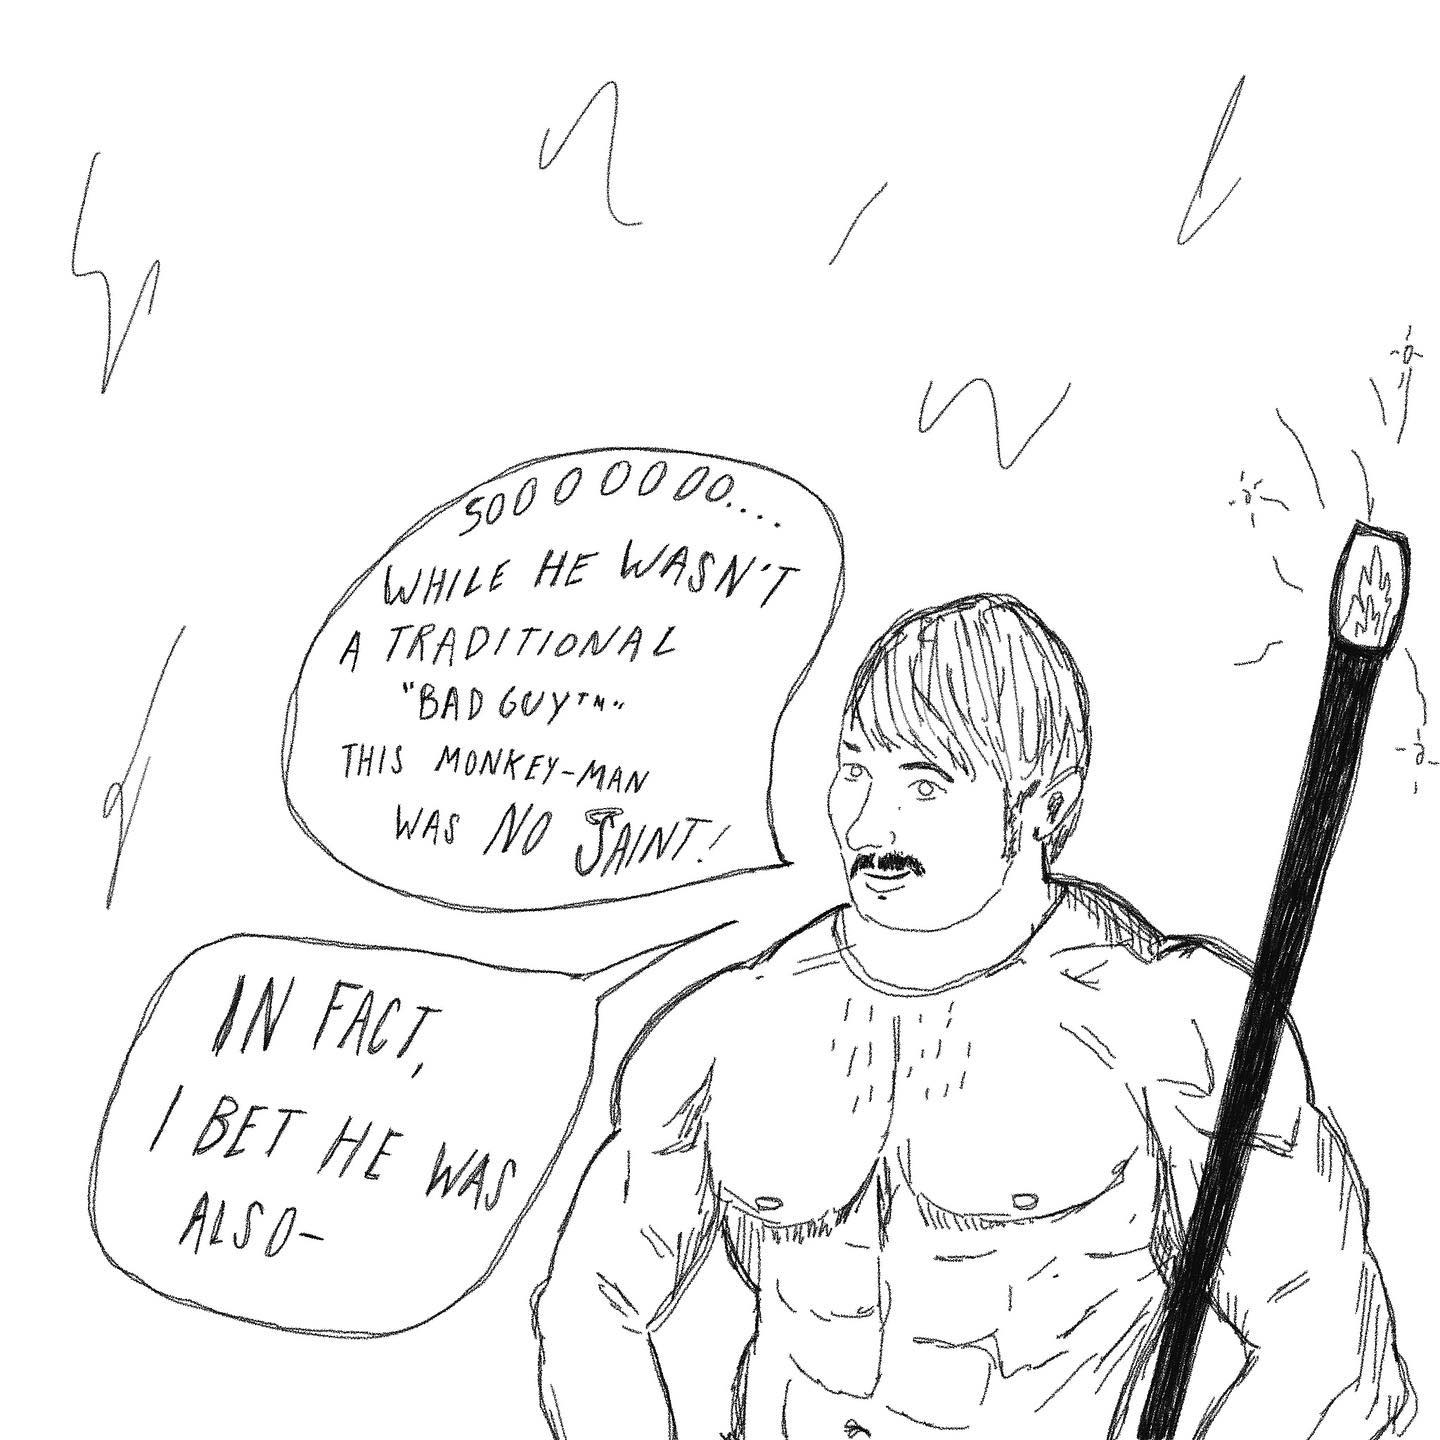 SOOOOOOO....
WHILE HE WASN'T
A TRADITIONAL
"BAD GUY™"
THIS MONKEY-MAN
WAS NO SAINT!
IN FACT,
I BET HE WAS
ALSO-